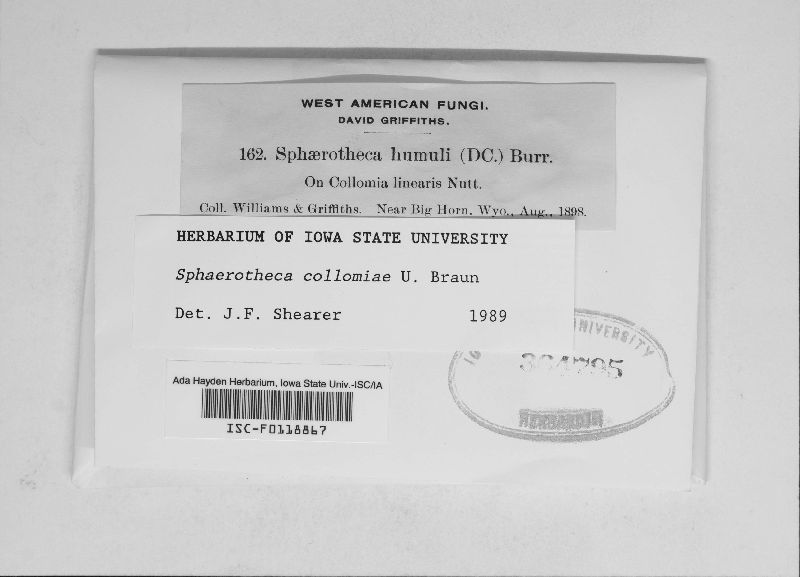 WEST AMERICAN FUNGI.
DAVID GRIFFITHS.
162. Sphærotheca humuli (DC.) Burr.
On Collomia linearis Nutt.
Coll. Williams & Griffiths. Near Big Horn, Wyo., Aug., 1898.
HERBARIUM OF IOWA STATE UNIVERSITY
Sphaerotheca collomiae U. Braun
Det. J.F. Shearer 1989
UNIVERSITY
HERBARIUM
Ada Hayden Herbarium, Iowa State Univ.-ISC/IA
ISC-F0118867